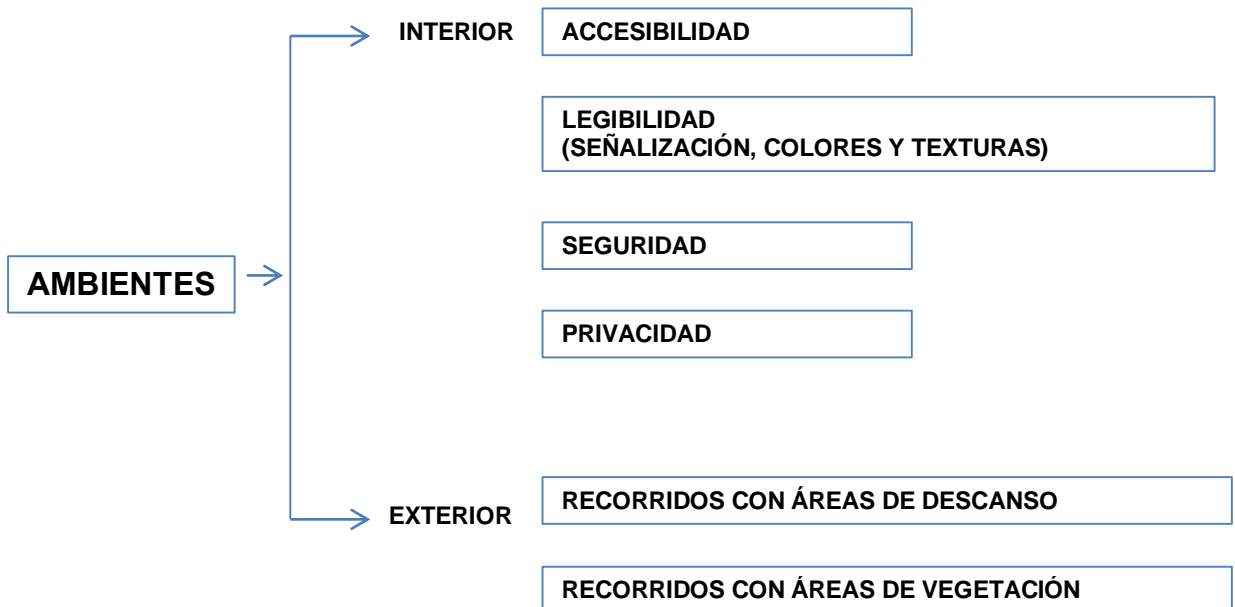 AMBIENTES
INTERIOR
ACCESIBILIDAD
LEGIBILIDAD
(SEÑALIZACIÓN, COLORES Y TEXTURAS)
SEGURIDAD
PRIVACIDAD
EXTERIOR
RECORRIDOS CON ÁREAS DE DESCANSO
RECORRIDOS CON ÁREAS DE VEGETACIÓN